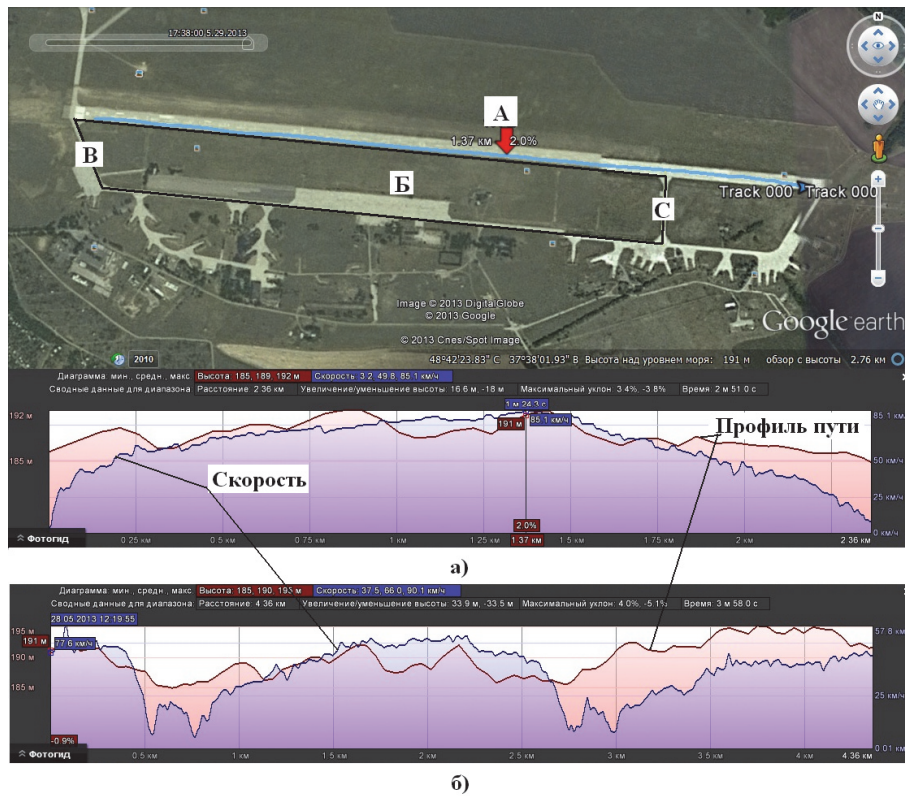 17:38:00 5.29.2013
N
А
1.37 км 2.0%
В
Б
С
Track 000 Track 000
Image © 2013 DigitalGlobe
© 2013 Google
© 2013 Cnes/Spot Image
Google earth
2010
48°42'23.83" С 37°38'01.93" В Высота над уровнем моря: 191 м обзор с высоты 2.76 км
Диаграмма: мин., средн., макс. Высота: 185, 189, 192 м Скорость: 3.2, 49.8, 85.1 км/ч
Сводные данные для диапазона: Расстояние: 2.36 км Увеличение/уменьшение высоты: 16.6 м, -18 м Максимальный уклон: 3.4%, -3.8% Время: 2 м 51.0 с
1 м 24.3 с
192 м
191 м
85.1 км/ч
85.1 км/ч
Профиль пути
185 м
50 км/ч
Скорость
25 км/ч
2.0%
0 км/ч
Фотогид
0.25 км 0.5 км 0.75 км 1 км 1.25 км 1.37 км 1.5 км 1.75 км 2 км 2.36 км
а)
Диаграмма: мин., средн., макс. Высота: 185, 190, 193 м Скорость: 37.5, 66.0, 90.1 км/ч
Сводные данные для диапазона: Расстояние: 4.36 км Увеличение/уменьшение высоты: 33.9 м, -33.5 м Максимальный уклон: 4.0%, -5.1% Время: 3 м 58.0 с
28 05 2013 12 19 55
195 м
57.8 км/ч
191 м
77.6 км/ч
190 м
185 м
25 км/ч
-0.9%
0.01 км/ч
Фотогид
0.5 км 1 км 1.5 км 2 км 2.5 км 3 км 3.5 км 4 км 4.36 км
б)